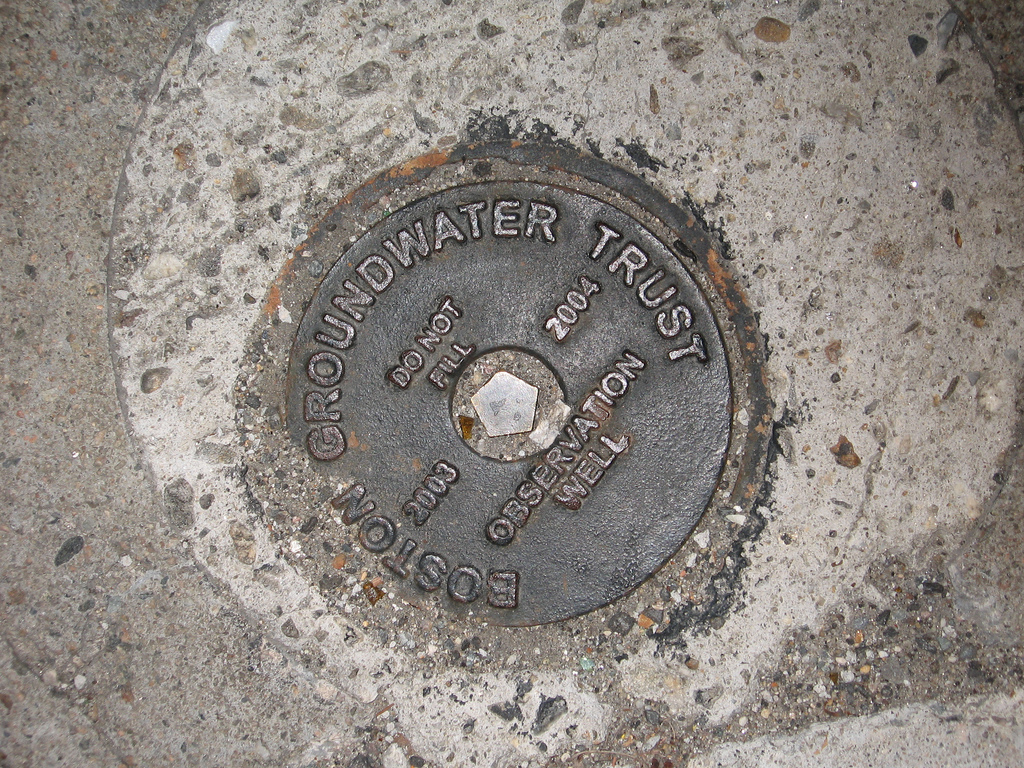 BOSTON GROUNDWATER TRUST
DO NOT
FILL
2003
2004
OBSERVATION
WELL